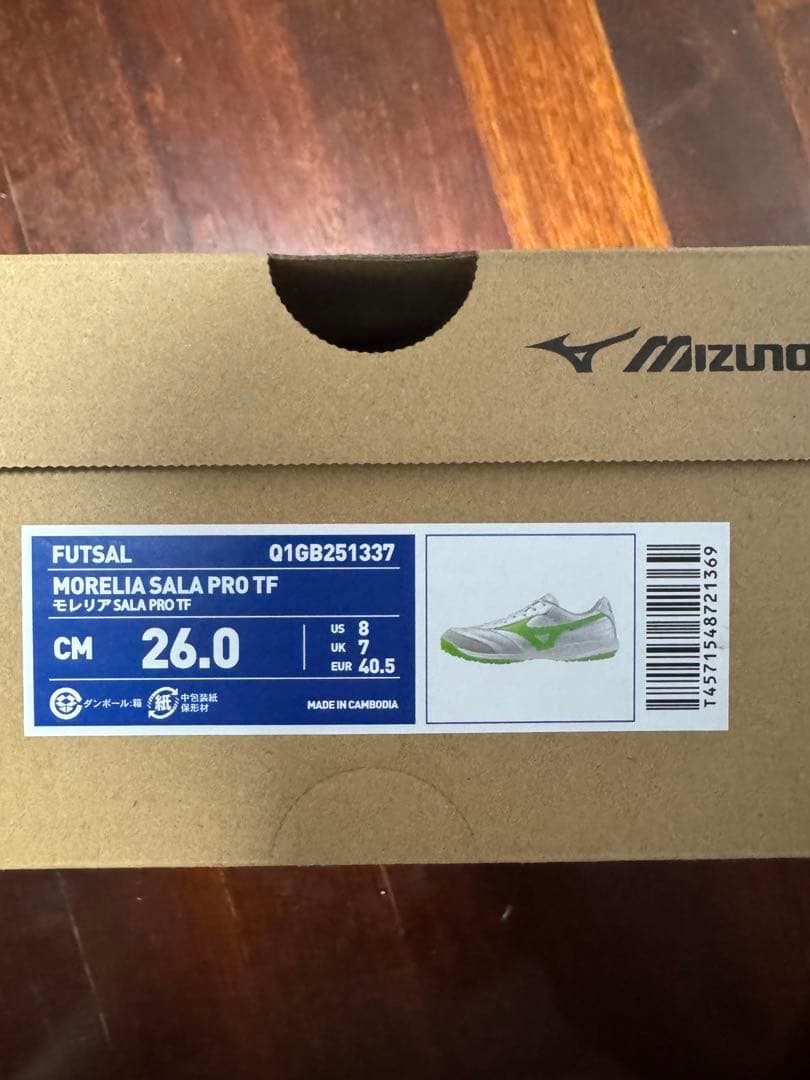 MIZUNO
FUTSAL Q1GB251337
MORELIA SALA PRO TF
モレリア SALA PRO TF
CM 26.0
US 8
UK 7
EUR 40.5
ダンボール:箱
紙
中包装紙
保形材
MADE IN CAMBODIA
T4571548721369